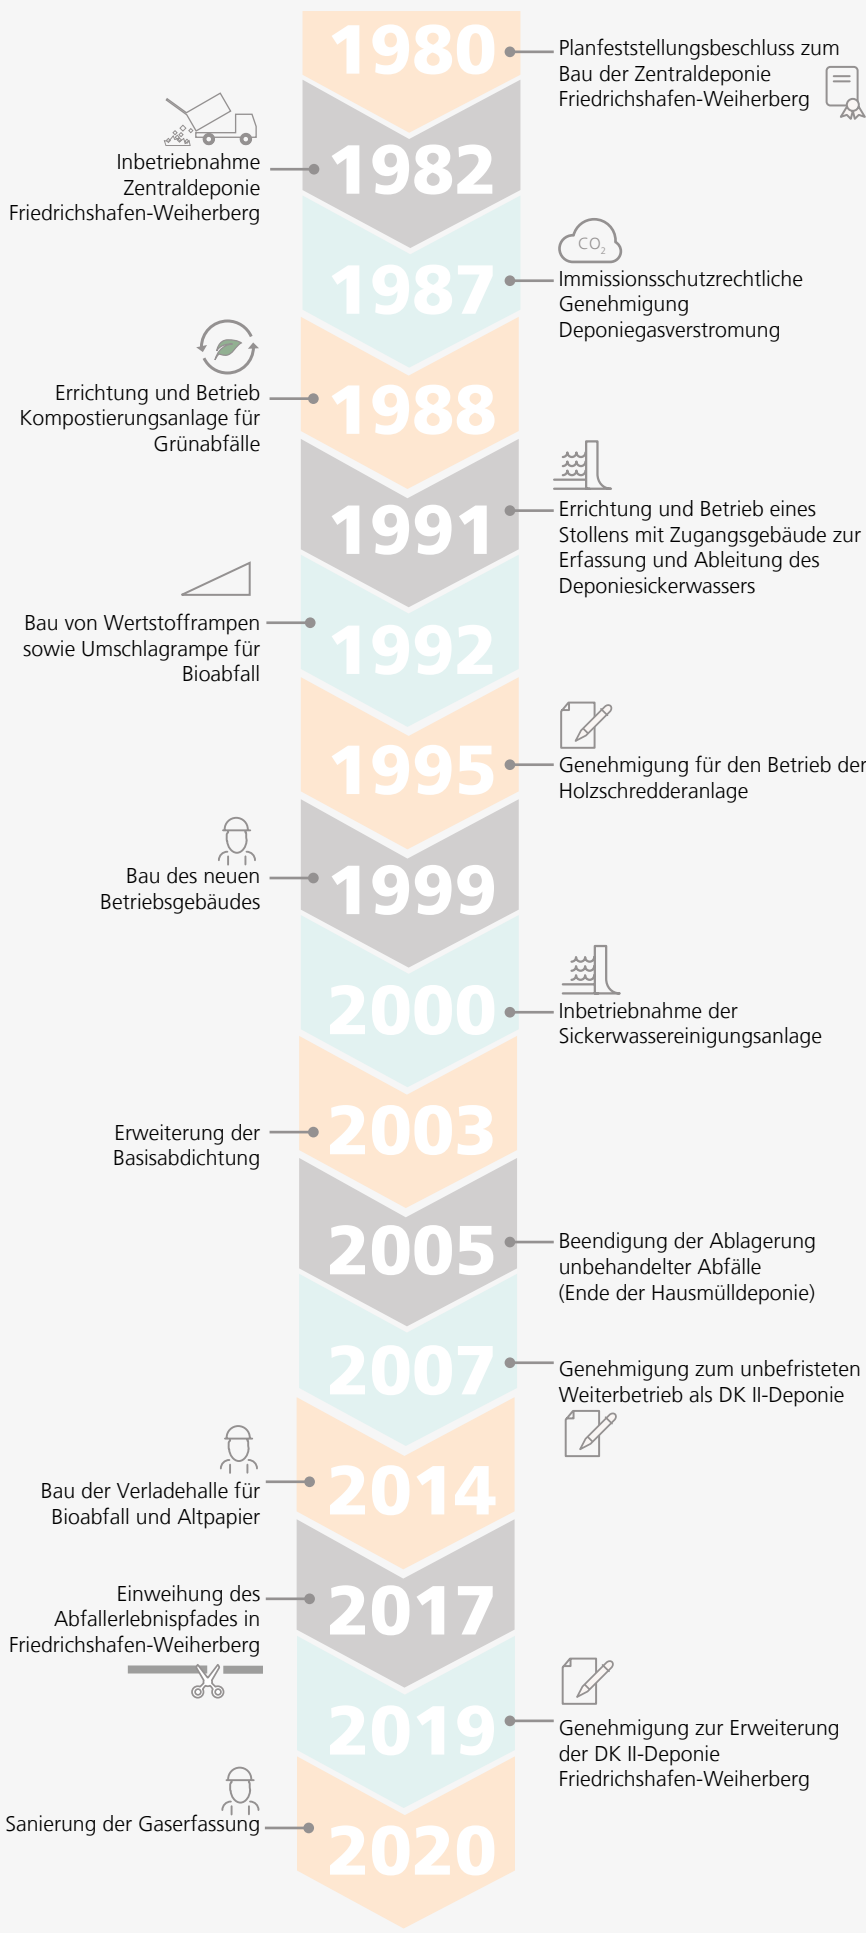 1980
Planfeststellungsbeschluss zum
Bau der Zentraldeponie
Friedrichshafen-Weiherberg
1982
Inbetriebnahme
Zentraldeponie
Friedrichshafen-Weiherberg
1987
CO2
Immissionsschutzrechtliche
Genehmigung
Deponiegasverstromung
1988
Errichtung und Betrieb
Kompostierungsanlage für
Grünabfälle
1991
Errichtung und Betrieb eines
Stollens mit Zugangsgebäude zur
Erfassung und Ableitung des
Deponiesickerwassers
1992
Bau von Wertstofframpen
sowie Umschlagrampe für
Bioabfall
1995
Genehmigung für den Betrieb der
Holzschredderanlage
1999
Bau des neuen
Betriebsgebäudes
2000
Inbetriebnahme der
Sickerwassereinigungsanlage
2003
Erweiterung der
Basisabdichtung
2005
Beendigung der Ablagerung
unbehandelter Abfälle
(Ende der Hausmülldeponie)
2007
Genehmigung zum unbefristeten
Weiterbetrieb als DK II-Deponie
2014
Bau der Verladehalle für
Bioabfall und Altpapier
2017
Einweihung des
Abfallerlebnispfades in
Friedrichshafen-Weiherberg
2019
Genehmigung zur Erweiterung
der DK II-Deponie
Friedrichshafen-Weiherberg
2020
Sanierung der Gaserfassung